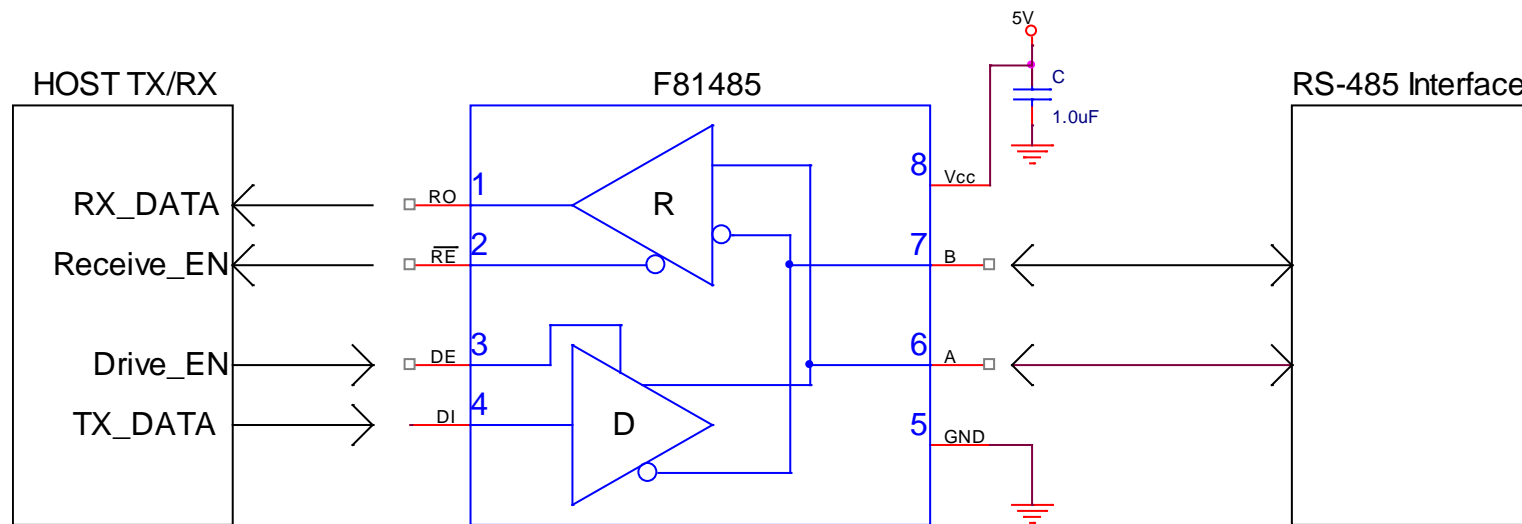 5V
HOST TX/RX
F81485
C
1.0uF
RS-485 Interface
RX_DATA
RO
1
R
8
Vcc
Receive_EN
RE
2
7
B
Drive_EN
DE
3
6
A
TX_DATA
DI
4
D
5
GND